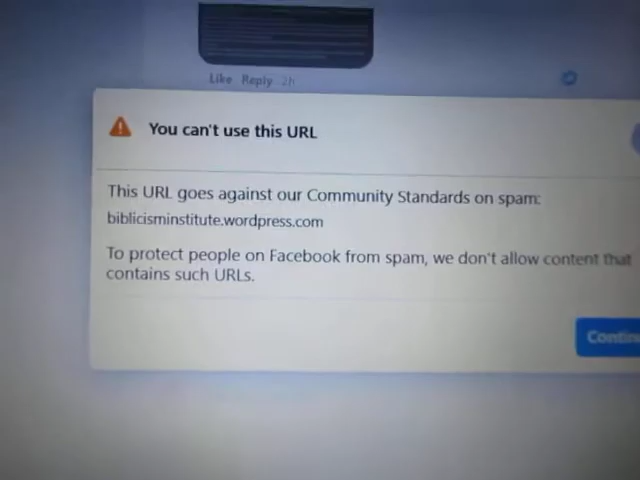 Like Reply 2h
You can't use this URL
This URL goes against our Community Standards on spam:
biblicisminstitute.wordpress.com
To protect people on Facebook from spam, we don't allow content that
contains such URLs.